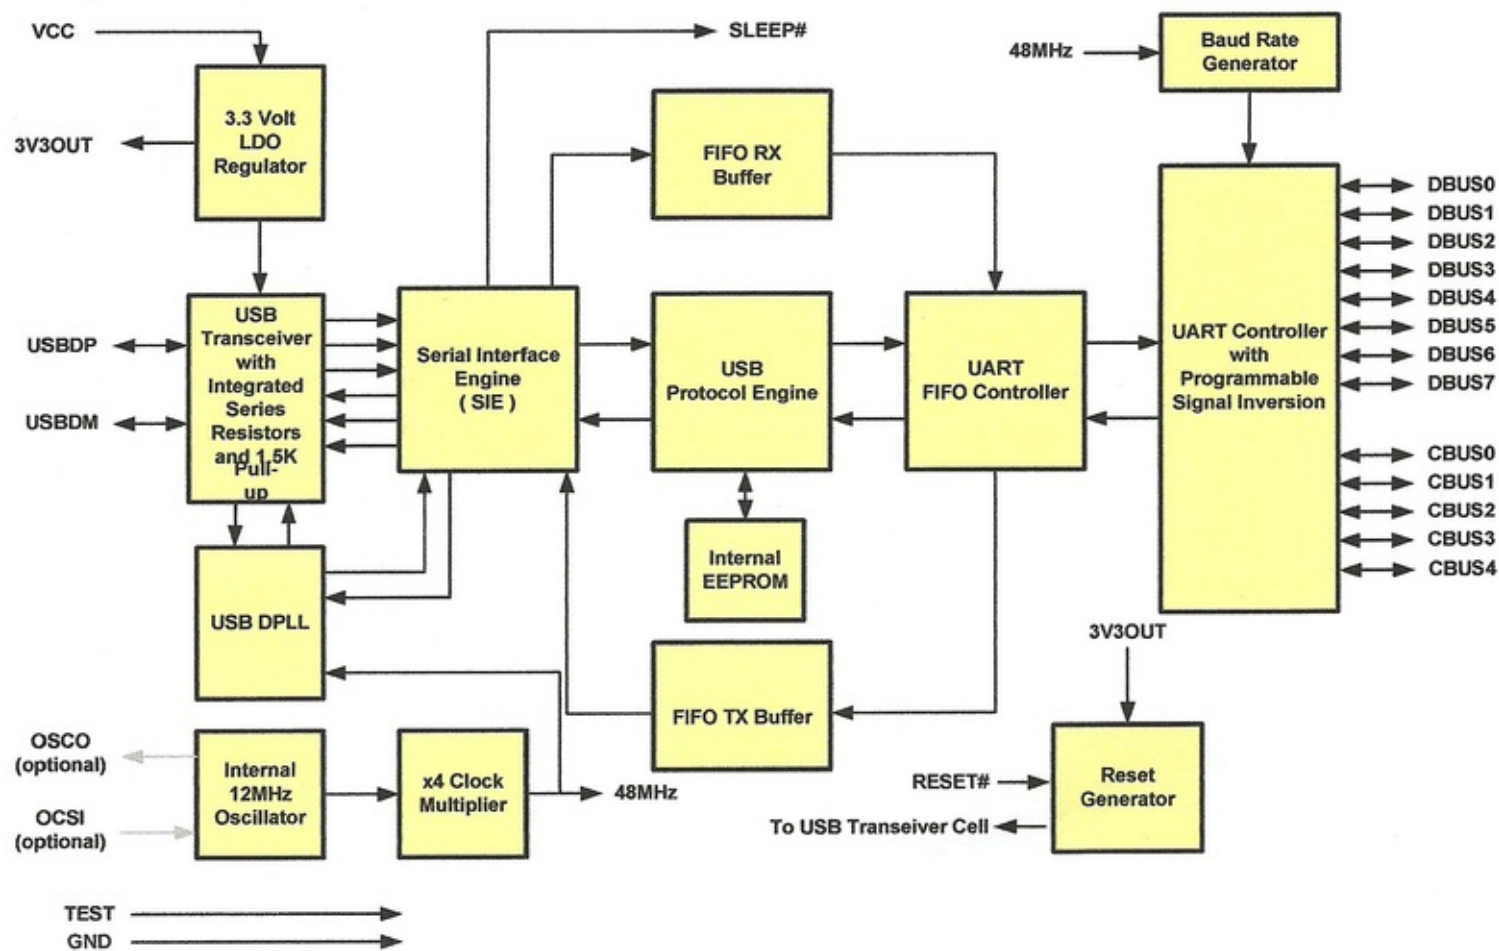 VCC
SLEEP#
48MHz
Baud Rate
Generator
3.3 Volt
LDO
Regulator
3V3OUT
FIFO RX
Buffer
DBUS0
DBUS1
DBUS2
DBUS3
DBUS4
DBUS5
DBUS6
DBUS7
USB
Transceiver
with
Integrated
Series
Resistors
and 1.5K
Pull-
up
USBDP
USBDM
Serial Interface
Engine
( SIE )
USB
Protocol Engine
UART
FIFO Controller
UART Controller
with
Programmable
Signal Inversion
CBUS0
CBUS1
CBUS2
CBUS3
CBUS4
Internal
EEPROM
USB DPLL
3V3OUT
FIFO TX Buffer
OSCO
(optional)
OCSI
(optional)
Internal
12MHz
Oscillator
x4 Clock
Multiplier
48MHz
RESET#
Reset
Generator
To USB Transeiver Cell
TEST
GND